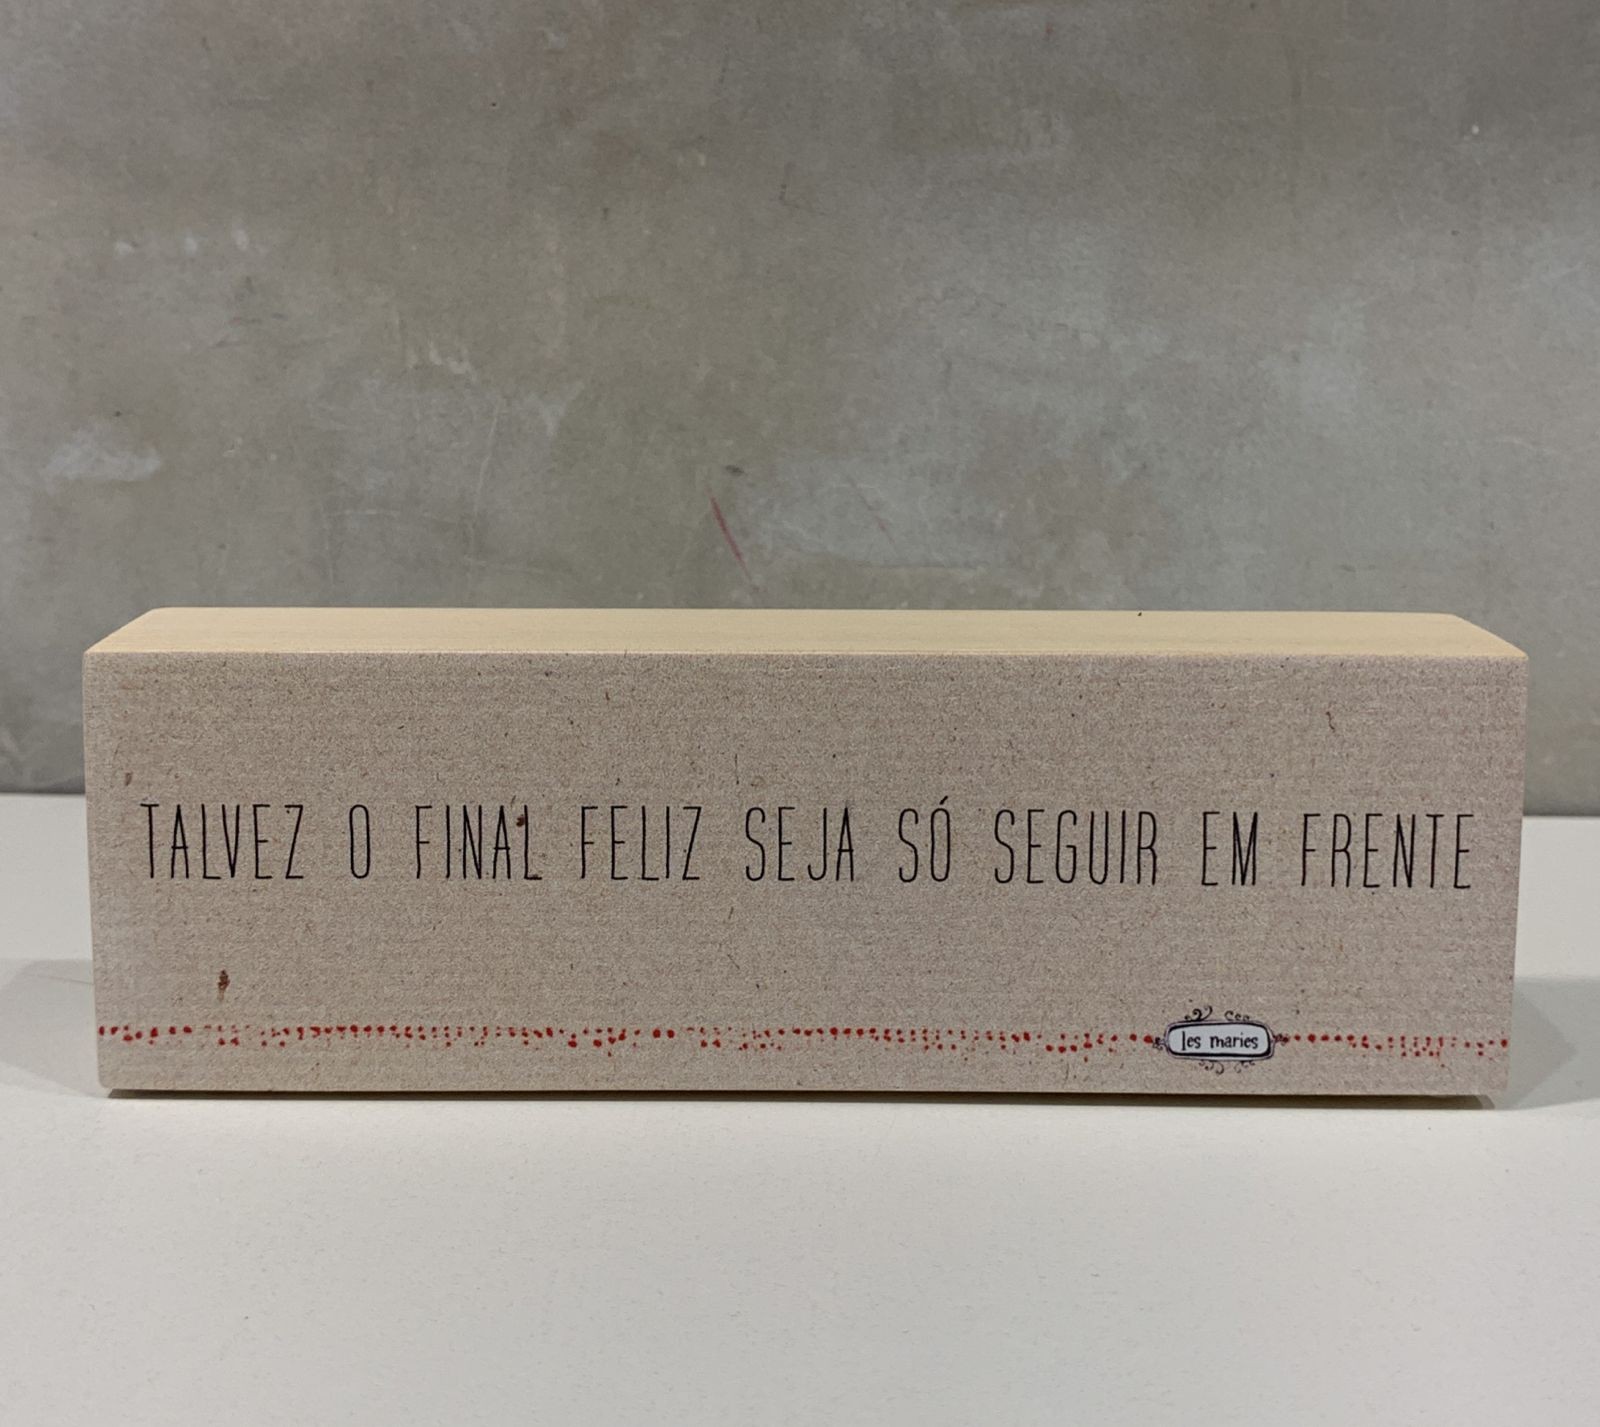 TALVEZ O FINAL FELIZ SEJA SÓ SEGUIR EM FRENTE
les maries